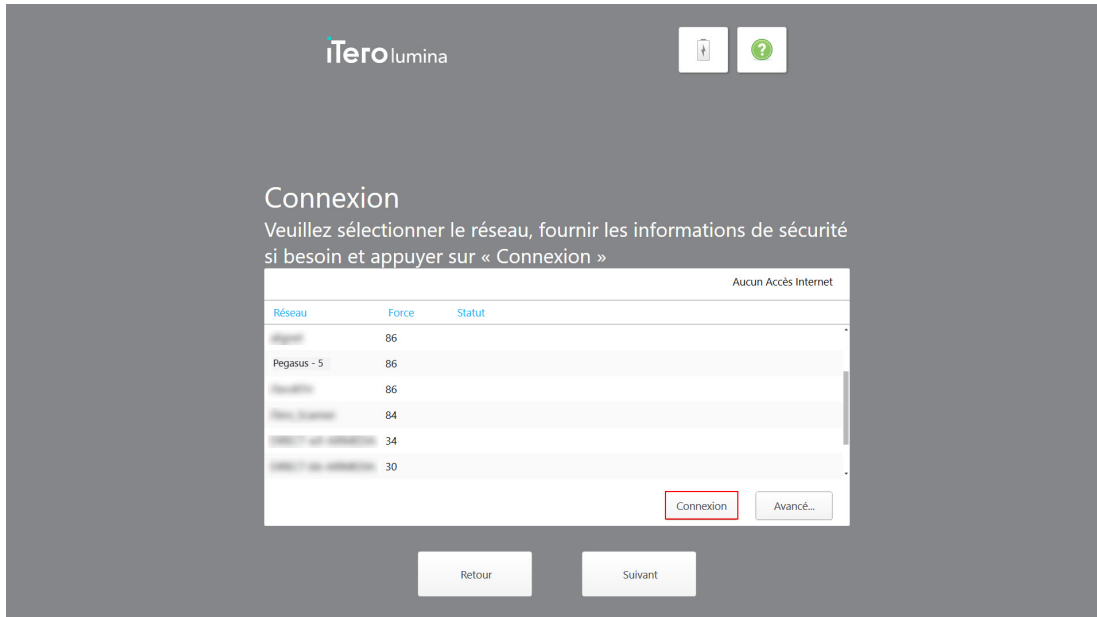 iTero lumina
?
Connexion
Veuillez sélectionner le réseau, fournir les informations de sécurité
si besoin et appuyer sur « Connexion »
Aucun Accès Internet
Réseau Force Statut
86
Pegasus - 5 86
86
84
34
30
Connexion Avancé...
Retour Suivant